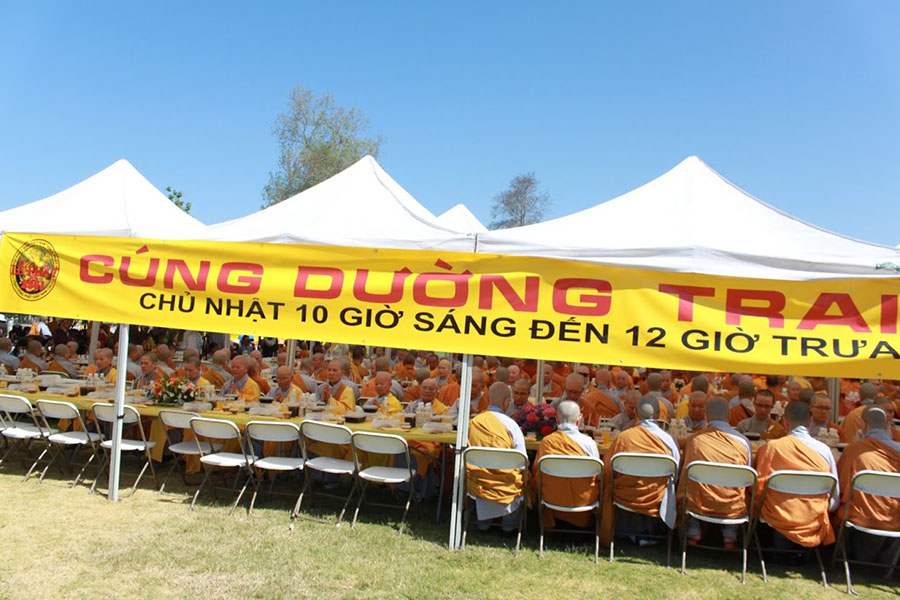 CÚNG DƯỜNG TRAI
CHỦ NHẬT 10 GIỜ SÁNG ĐẾN 12 GIỜ TRƯA